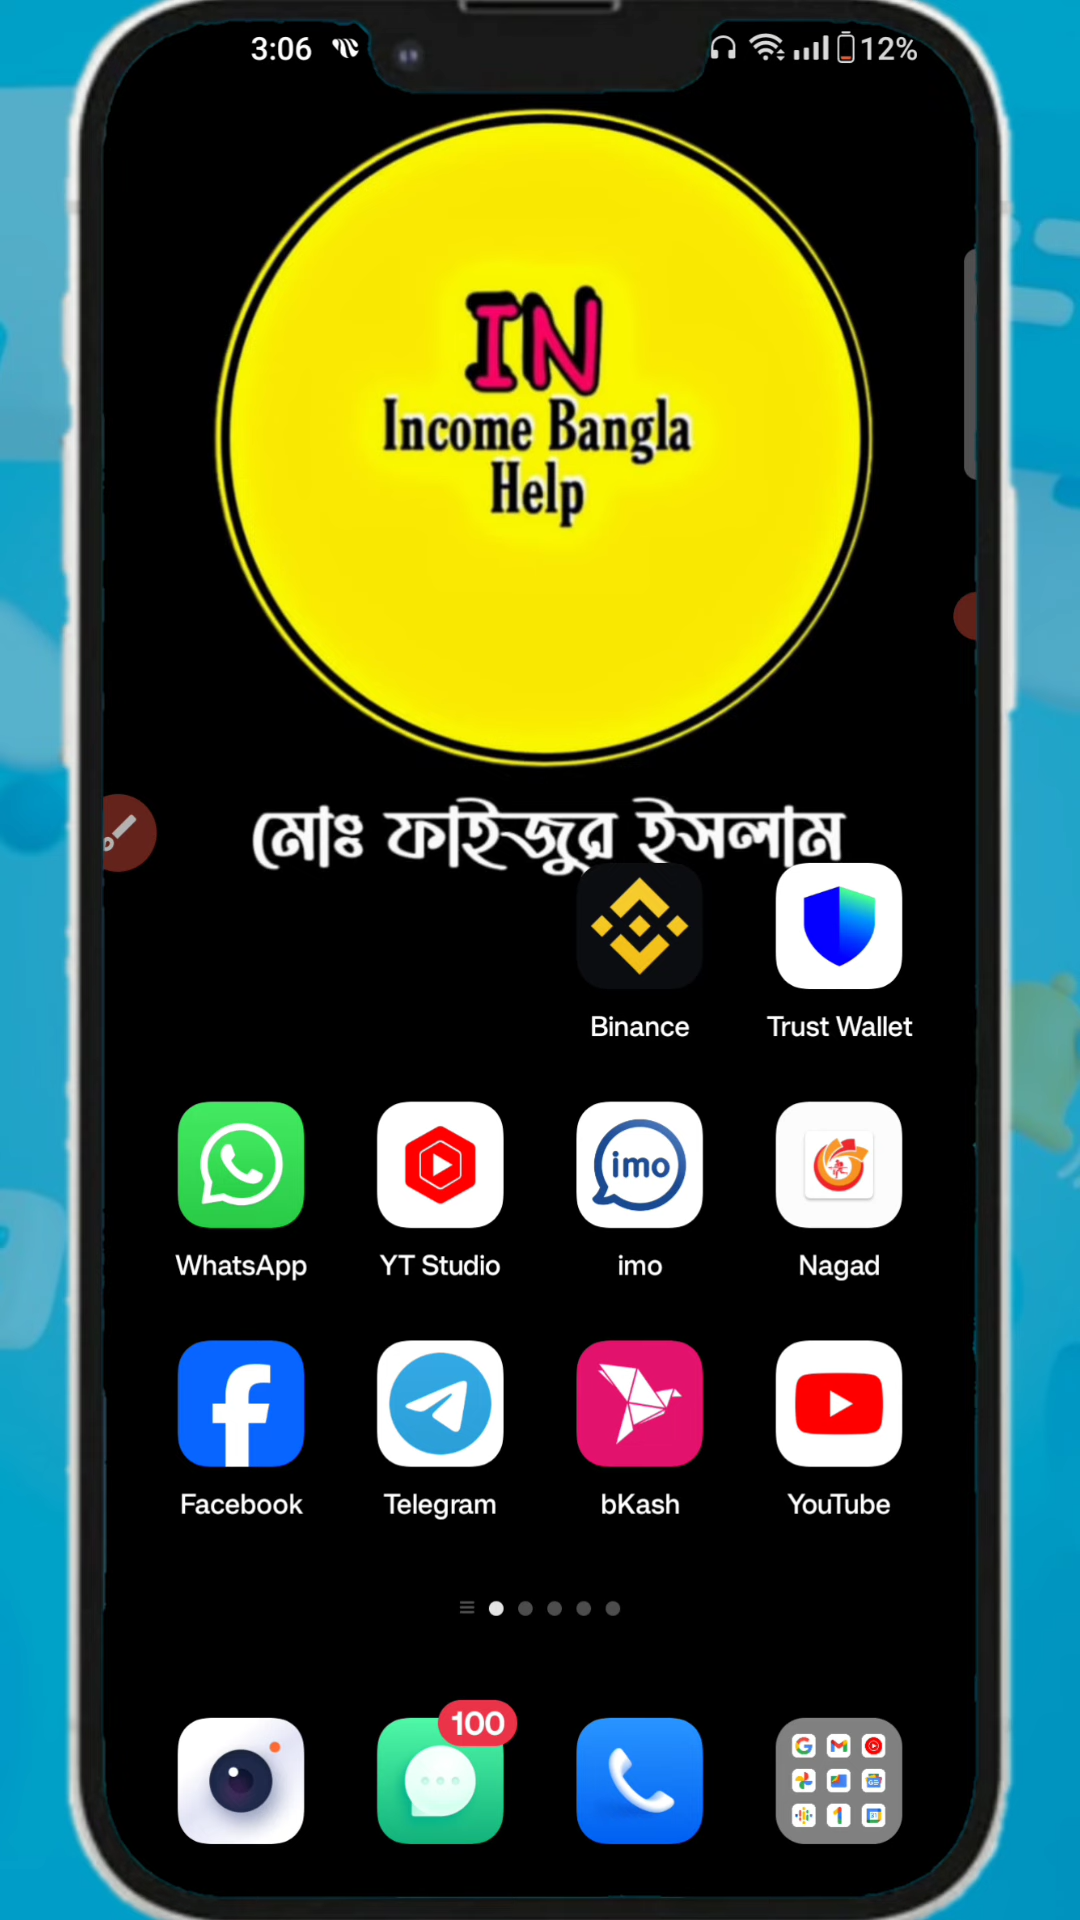 3:06 12%
IN
Income Bangla
Help
মোঃ ফাইজুর ইসলাম
Binance Trust Wallet
imo
WhatsApp YT Studio imo Nagad
Facebook Telegram bKash YouTube
100